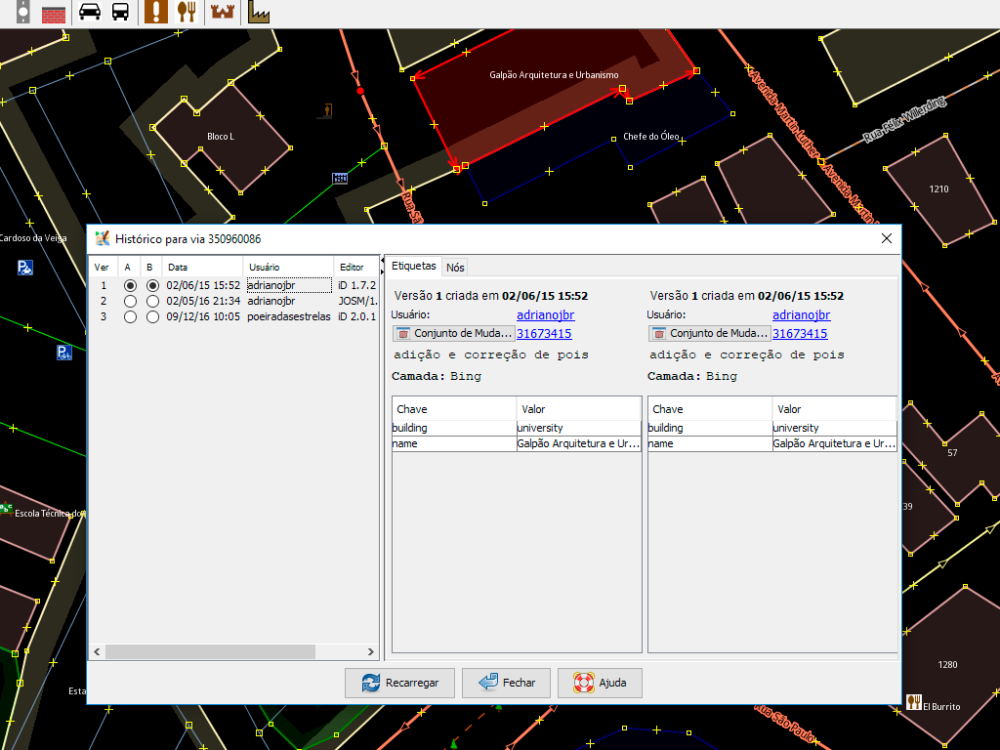 Galpão Arquitetura e Urbanismo
Bloco L
Chefe do Óleo
Avenida Martin Luther
Avenida Martin
Rua Félix Willerding
1210
Cardoso da Veiga
Histórico para via 350960086
Ver A B Data Usuário Editor
1 02/06/15 15:52 adrianojbr iD 1.7.2
2 02/05/16 21:34 adrianojbr JOSM/1.
3 09/12/16 10:05 poeiradasestrelas iD 2.0.1
Etiquetas Nós
Versão 1 criada em 02/06/15 15:52
Usuário: adrianojbr
Conjunto de Muda... 31673415
adição e correção de pois
Camada: Bing
Chave Valor
building university
name Galpão Arquitetura e Ur...
Versão 1 criada em 02/06/15 15:52
Usuário: adrianojbr
Conjunto de Muda... 31673415
adição e correção de pois
Camada: Bing
Chave Valor
building university
name Galpão Arquitetura e Ur...
57
39
Escola Técnica do
1280
Esta
El Burrito
Rua São Paulo
Recarregar Fechar Ajuda